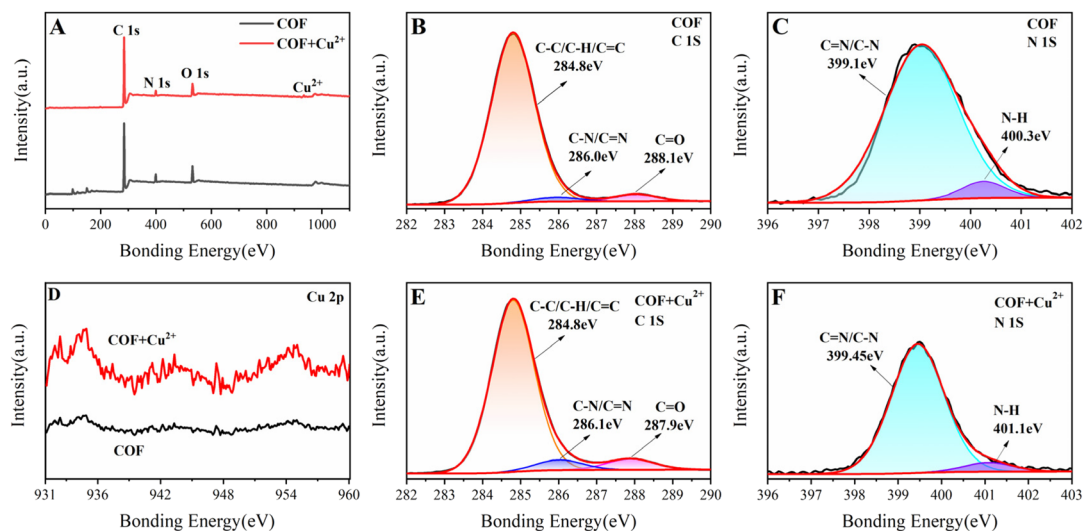 A
COF
COF+Cu²⁺
C 1s
N 1s
O 1s
Cu²⁺
Intensity(a.u.)
0 200 400 600 800 1000
Bonding Energy(eV)
B
COF
C 1S
C-C/C-H/C=C
284.8eV
C-N/C=N
286.0eV
C=O
288.1eV
Intensity(a.u.)
282 283 284 285 286 287 288 289 290
Bonding Energy(eV)
C
COF
N 1S
C=N/C-N
399.1eV
N-H
400.3eV
Intensity(a.u.)
396 397 398 399 400 401 402
Bonding Energy(eV)
D
Cu 2p
COF+Cu²⁺
COF
Intensity(a.u.)
931 936 942 948 954 960
Bonding Energy(eV)
E
COF+Cu²⁺
C 1S
C-C/C-H/C=C
284.8eV
C-N/C=N
286.1eV
C=O
287.9eV
Intensity(a.u.)
282 283 284 285 286 287 288 289 290
Bonding Energy(eV)
F
COF+Cu²⁺
N 1S
C=N/C-N
399.45eV
N-H
401.1eV
Intensity(a.u.)
396 397 398 399 400 401 402 403
Bonding Energy(eV)